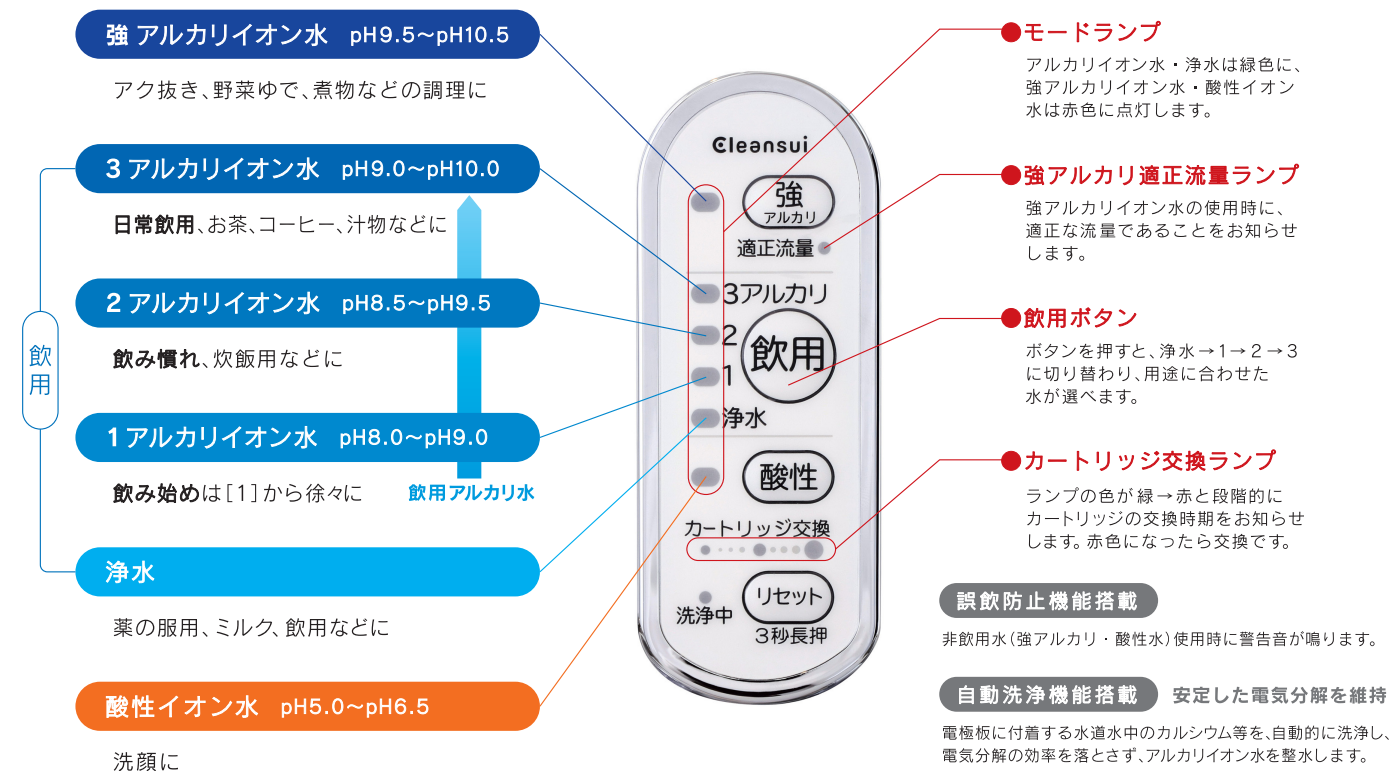 強 アルカリイオン水 pH9.5~pH10.5
アク抜き、野菜ゆで、煮物などの調理に
3 アルカリイオン水 pH9.0~pH10.0
日常飲用、お茶、コーヒー、汁物などに
2 アルカリイオン水 pH8.5~pH9.5
飲み慣れ、炊飯用などに
飲用
1 アルカリイオン水 pH8.0~pH9.0
飲み始めは[1]から徐々に
飲用アルカリ水
浄水
薬の服用、ミルク、飲用などに
酸性イオン水 pH5.0~pH6.5
洗顔に
Cleansui
強
アルカリ
適正流量
3アルカリ
2
飲用
1
浄水
酸性
カートリッジ交換
リセット
洗浄中
3秒長押
●モードランプ
アルカリイオン水・浄水は緑色に、
強アルカリイオン水・酸性イオン
水は赤色に点灯します。
●強アルカリ適正流量ランプ
強アルカリイオン水の使用時に、
適正な流量であることをお知らせ
します。
●飲用ボタン
ボタンを押すと、浄水→1→2→3
に切り替わり、用途に合わせた
水が選べます。
●カートリッジ交換ランプ
ランプの色が緑→赤と段階的に
カートリッジの交換時期をお知らせ
します。赤色になったら交換です。
誤飲防止機能搭載
非飲用水(強アルカリ・酸性水)使用時に警告音が鳴ります。
自動洗浄機能搭載 安定した電気分解を維持
電極板に付着する水道水中のカルシウム等を、自動的に洗浄し、
電気分解の効率を落とさず、アルカリイオン水を整水します。